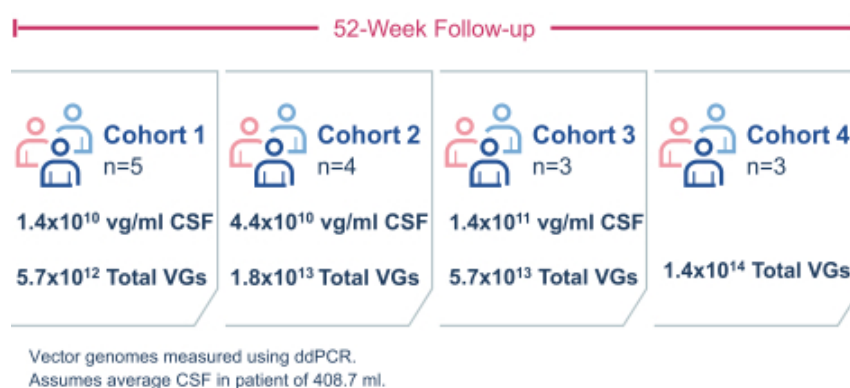 52-Week Follow-up
Cohort 1
n=5
1.4x10¹⁰ vg/ml CSF
5.7x10¹² Total VGs
Cohort 2
n=4
4.4x10¹⁰ vg/ml CSF
1.8x10¹³ Total VGs
Cohort 3
n=3
1.4x10¹¹ vg/ml CSF
5.7x10¹³ Total VGs
Cohort 4
n=3
1.4x10¹⁴ Total VGs
Vector genomes measured using ddPCR.
Assumes average CSF in patient of 408.7 ml.